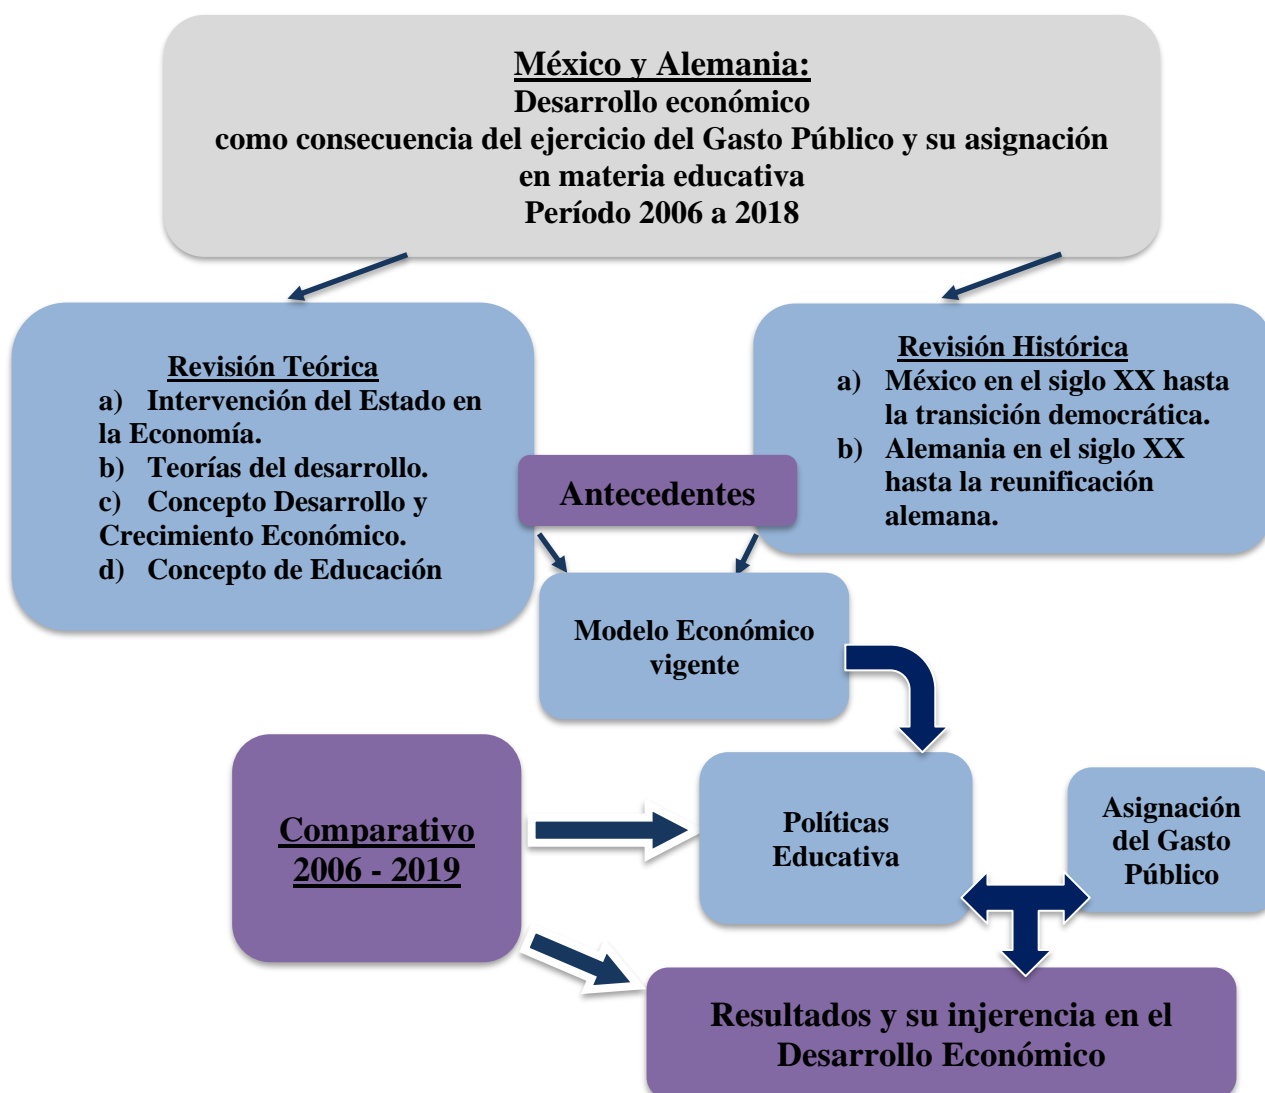 México y Alemania:
Desarrollo económico
como consecuencia del ejercicio del Gasto Público y su asignación
en materia educativa
Período 2006 a 2018
Revisión Teórica
a) Intervención del Estado en
la Economía.
b) Teorías del desarrollo.
c) Concepto Desarrollo y
Crecimiento Económico.
d) Concepto de Educación
Revisión Histórica
a) México en el siglo XX hasta
la transición democrática.
b) Alemania en el siglo XX
hasta la reunificación
alemana.
Antecedentes
Modelo Económico
vigente
Comparativo
2006 - 2019
Políticas
Educativa
Asignación
del Gasto
Público
Resultados y su injerencia en el
Desarrollo Económico